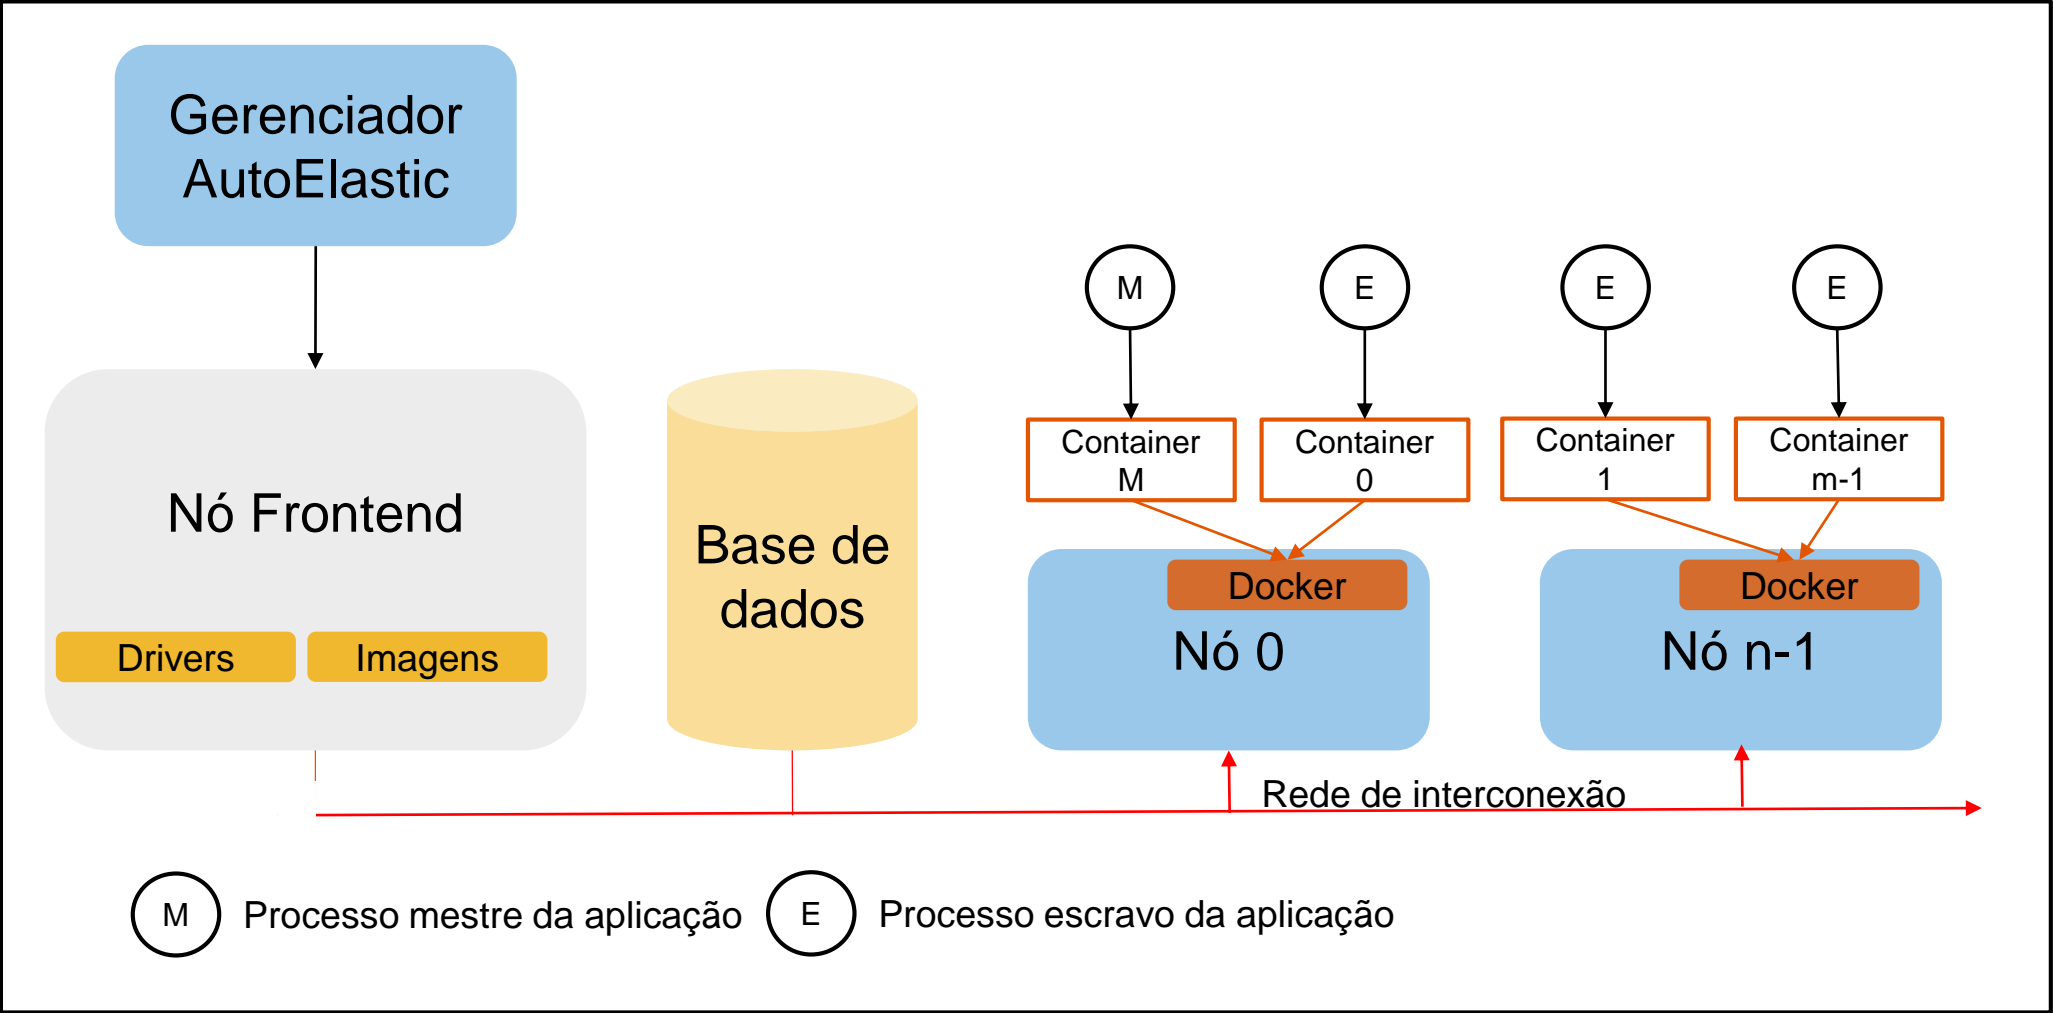 Gerenciador
AutoElastic
M
E
E
E
Container
M
Container
0
Container
1
Container
m-1
Nó Frontend
Base de
dados
Docker
Docker
Nó 0
Nó n-1
Drivers
Imagens
Rede de interconexão
M
Processo mestre da aplicação
E
Processo escravo da aplicação